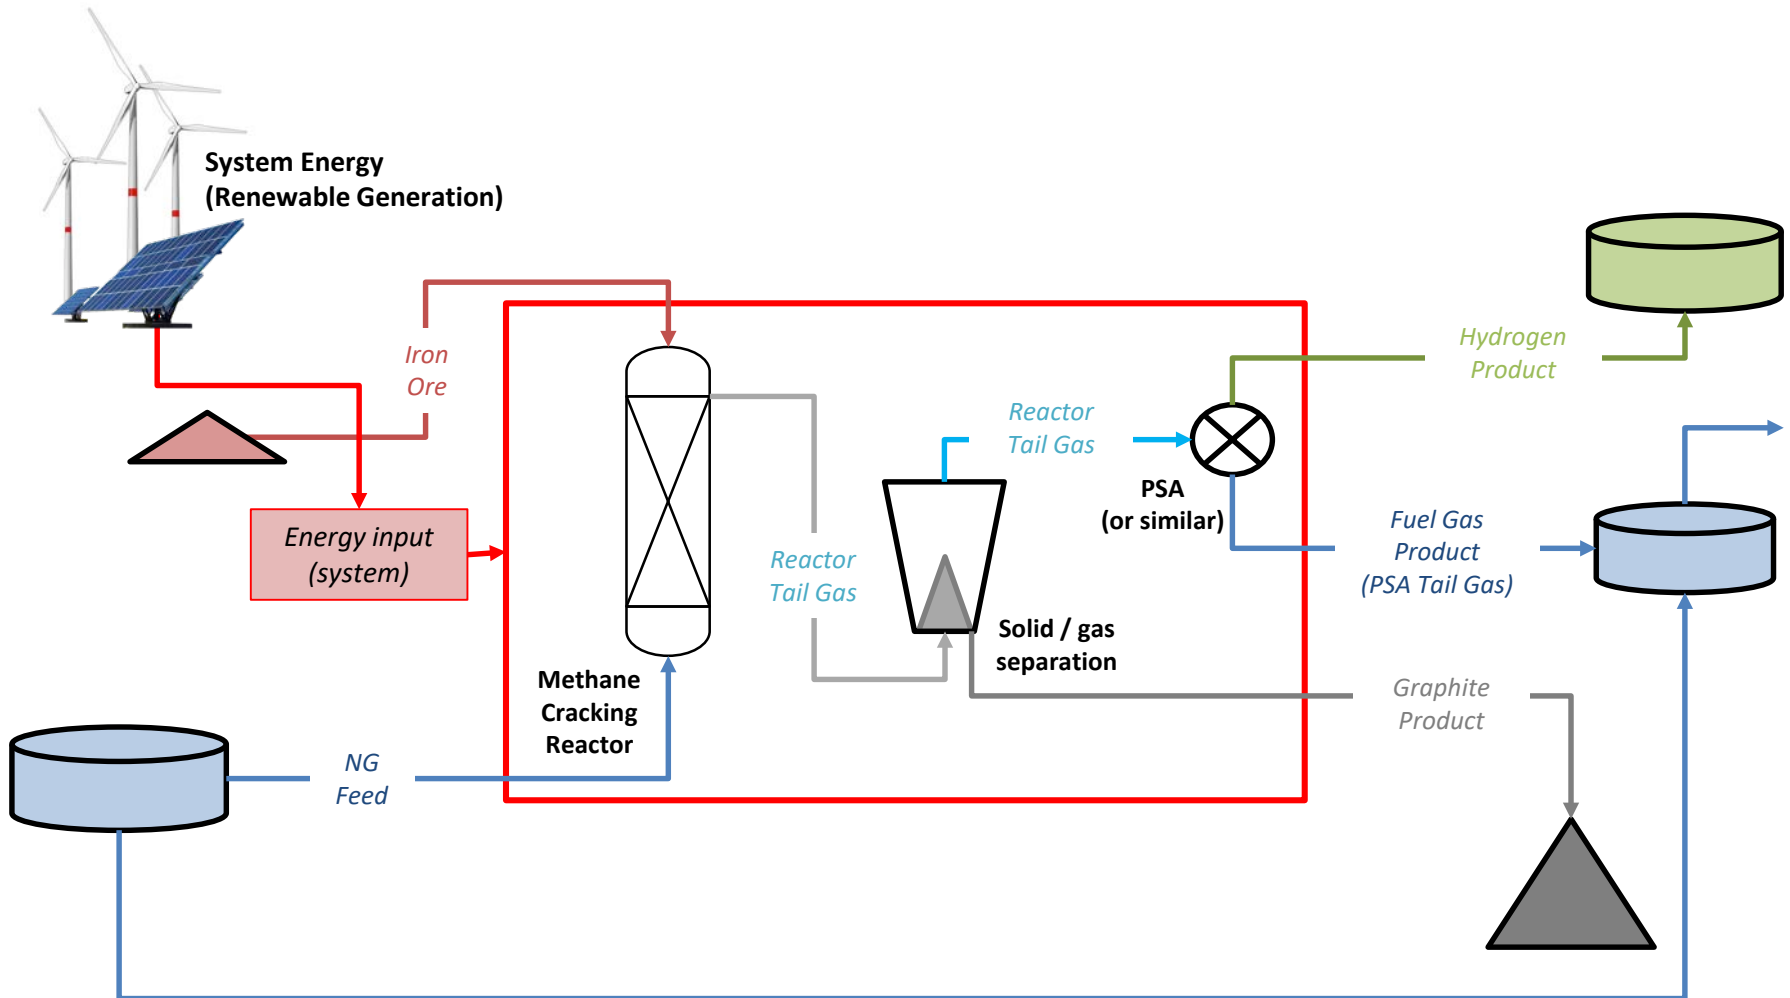 System Energy
(Renewable Generation)
Iron
Ore
Energy input
(system)
NG
Feed
Methane
Cracking
Reactor
Reactor
Tail Gas
Solid / gas
separation
Reactor
Tail Gas
PSA
(or similar)
Hydrogen
Product
Fuel Gas
Product
(PSA Tail Gas)
Graphite
Product